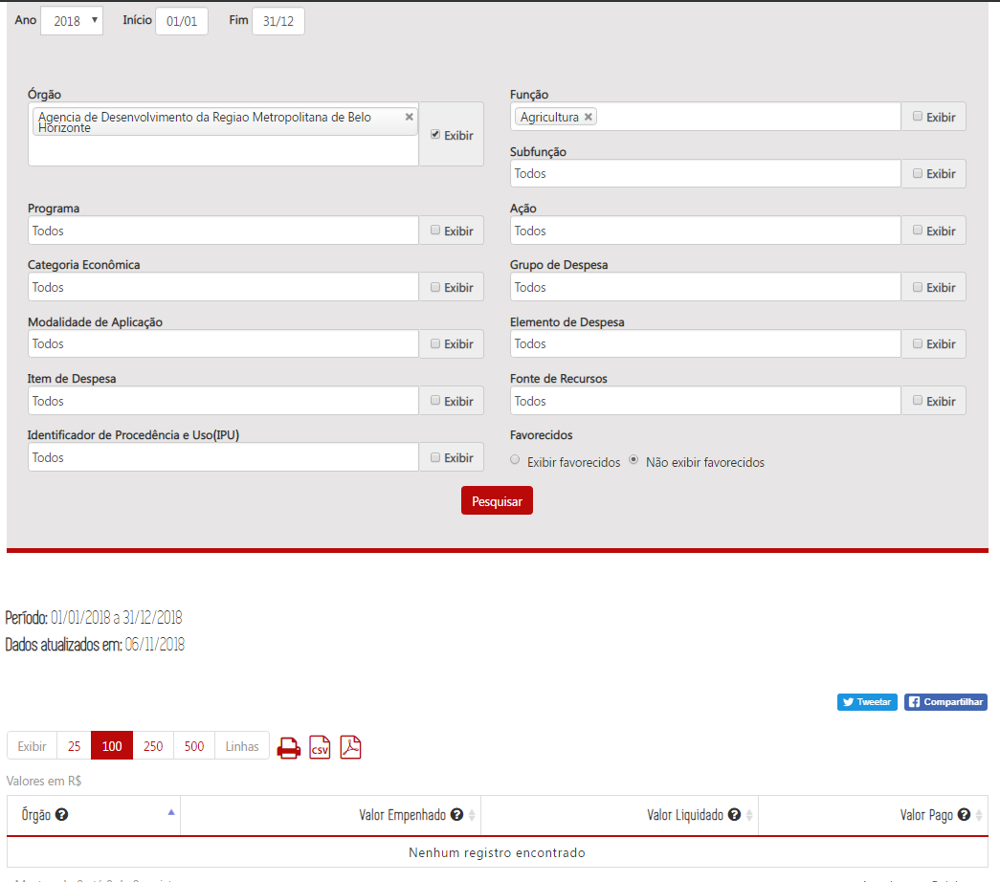 Ano 2018 Início 01/01 Fim 31/12
Órgão
Agencia de Desenvolvimento da Regiao Metropolitana de Belo
Horizonte
Exibir
Função
Agricultura
Exibir
Subfunção
Todos Exibir
Programa
Todos Exibir
Ação
Todos Exibir
Categoria Econômica
Todos Exibir
Grupo de Despesa
Todos Exibir
Modalidade de Aplicação
Todos Exibir
Elemento de Despesa
Todos Exibir
Item de Despesa
Todos Exibir
Fonte de Recursos
Todos Exibir
Identificador de Procedência e Uso(IPU)
Todos Exibir
Favorecidos
Exibir favorecidos Não exibir favorecidos
Pesquisar
Período: 01/01/2018 a 31/12/2018
Dados atualizados em: 06/11/2018
Tweetar Compartilhar
Exibir 25 100 250 500 Linhas CSV
Valores em R$
Órgão Valor Empenhado Valor Liquidado Valor Pago
Nenhum registro encontrado